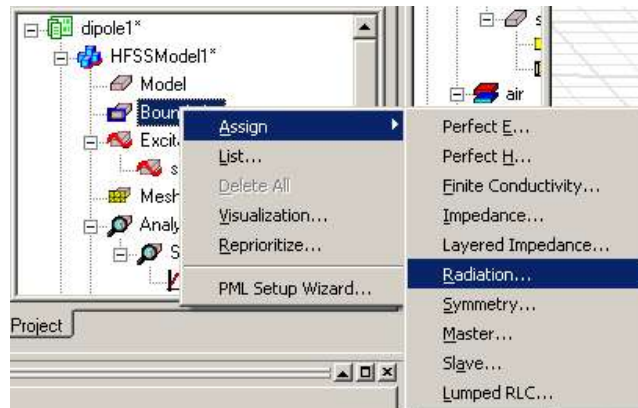 dipole1*
HFSSModel1*
Model
Mesh
air
Assign
List...
Delete All
Visualization...
Reprioritize...
PML Setup Wizard...
Perfect E...
Perfect H...
Finite Conductivity...
Impedance...
Layered Impedance...
Radiation...
Symmetry...
Master...
Slave...
Lumped RLC...
Project